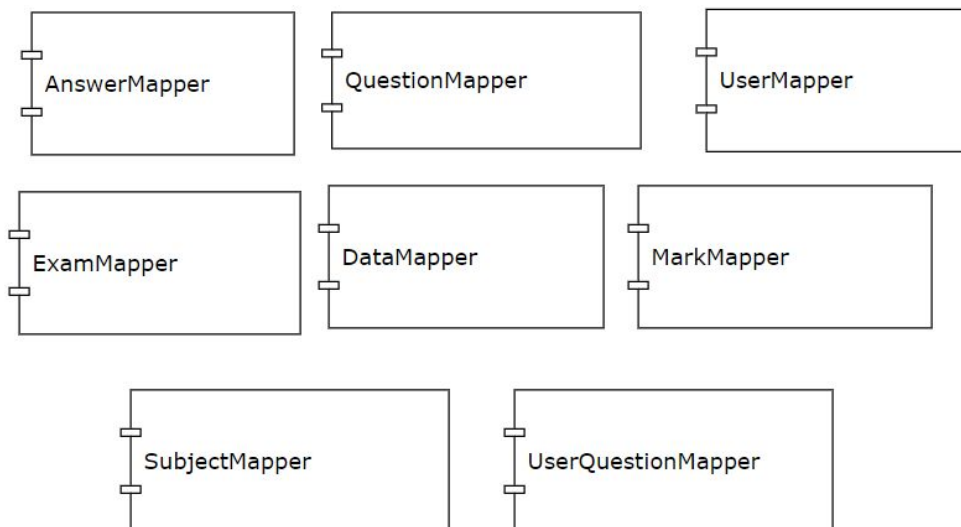 AnswerMapper
QuestionMapper
UserMapper
ExamMapper
DataMapper
MarkMapper
SubjectMapper
UserQuestionMapper